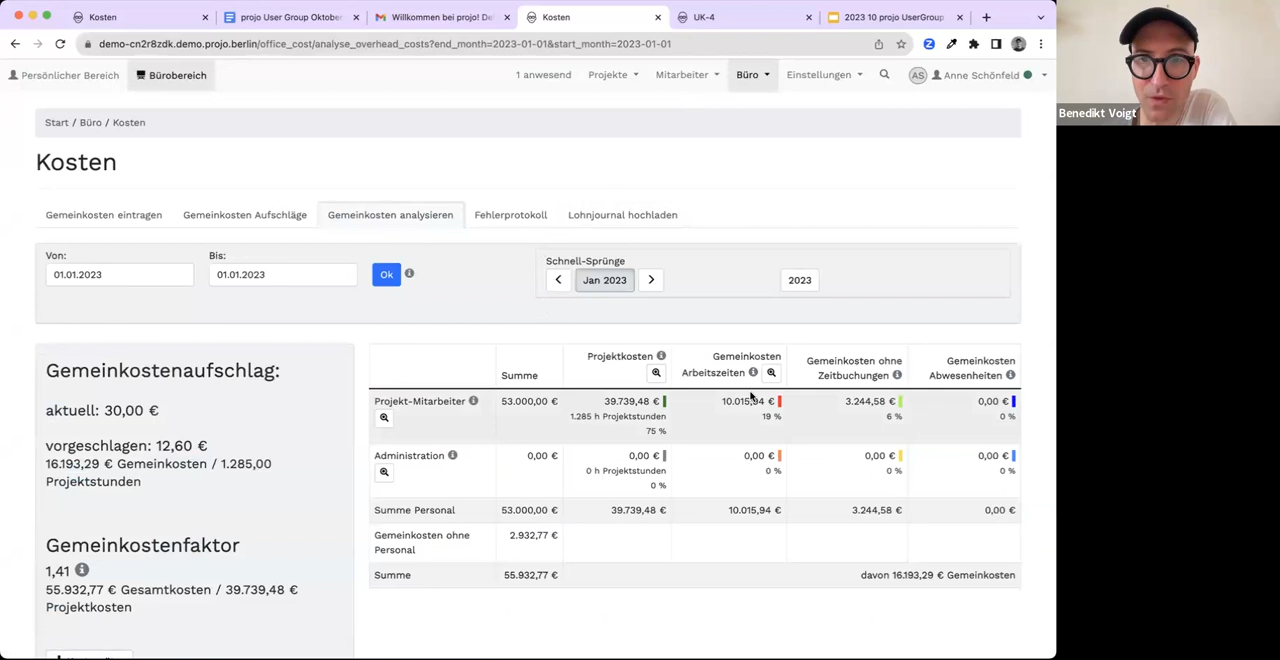 Kosten
projo User Group Oktober
Willkommen bei projo! De
Kosten
UK-4
2023 10 projo UserGroup
demo-cn2r8zdk.demo.projo.berlin/office_cost/analyse_overhead_costs?end_month=2023-01-01&start_month=2023-01-01
Persönlicher Bereich
Bürobereich
1 anwesend
Projekte
Mitarbeiter
Büro
Einstellungen
AS
Anne Schönfeld
Benedikt Voigt
Start / Büro / Kosten
Kosten
Gemeinkosten eintragen
Gemeinkosten Aufschläge
Gemeinkosten analysieren
Fehlerprotokoll
Lohnjournal hochladen
Von:
01.01.2023
Bis:
01.01.2023
Ok
Schnell-Sprünge
Jan 2023
2023
Gemeinkostenaufschlag:
aktuell: 30,00 €
vorgeschlagen: 12,60 €
16.193,29 € Gemeinkosten / 1.285,00
Projektstunden
Gemeinkostenfaktor
1,41
55.932,77 € Gesamtkosten / 39.739,48 €
Projektkosten
Summe
Projektkosten
Gemeinkosten
Arbeitszeiten
Gemeinkosten ohne
Zeitbuchungen
Gemeinkosten
Abwesenheiten
Projekt-Mitarbeiter
53.000,00 €
39.739,48 €
1.285 h Projektstunden
75 %
10.015,94 €
19 %
3.244,58 €
6 %
0,00 €
0 %
Administration
0,00 €
0,00 €
0 h Projektstunden
0 %
0,00 €
0 %
0,00 €
0 %
0,00 €
0 %
Summe Personal
53.000,00 €
39.739,48 €
10.015,94 €
3.244,58 €
0,00 €
Gemeinkosten ohne
Personal
2.932,77 €
Summe
55.932,77 €
davon 16.193,29 € Gemeinkosten